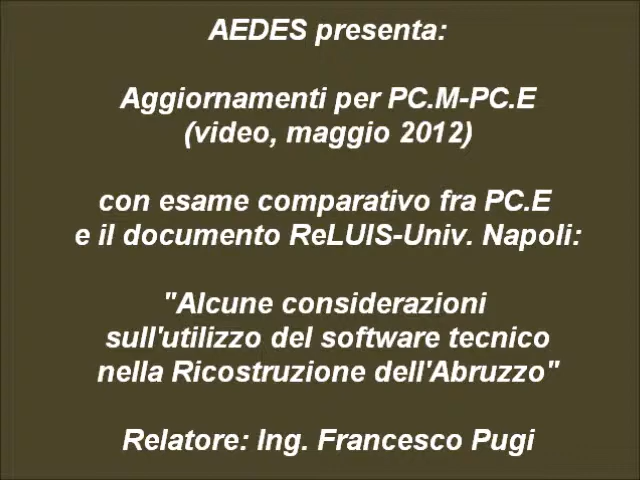 AEDES presenta:
Aggiornamenti per PC.M-PC.E
(video, maggio 2012)
con esame comparativo fra PC.E
e il documento ReLUIS-Univ. Napoli:
"Alcune considerazioni
sull'utilizzo del software tecnico
nella Ricostruzione dell'Abruzzo"
Relatore: Ing. Francesco Pugi